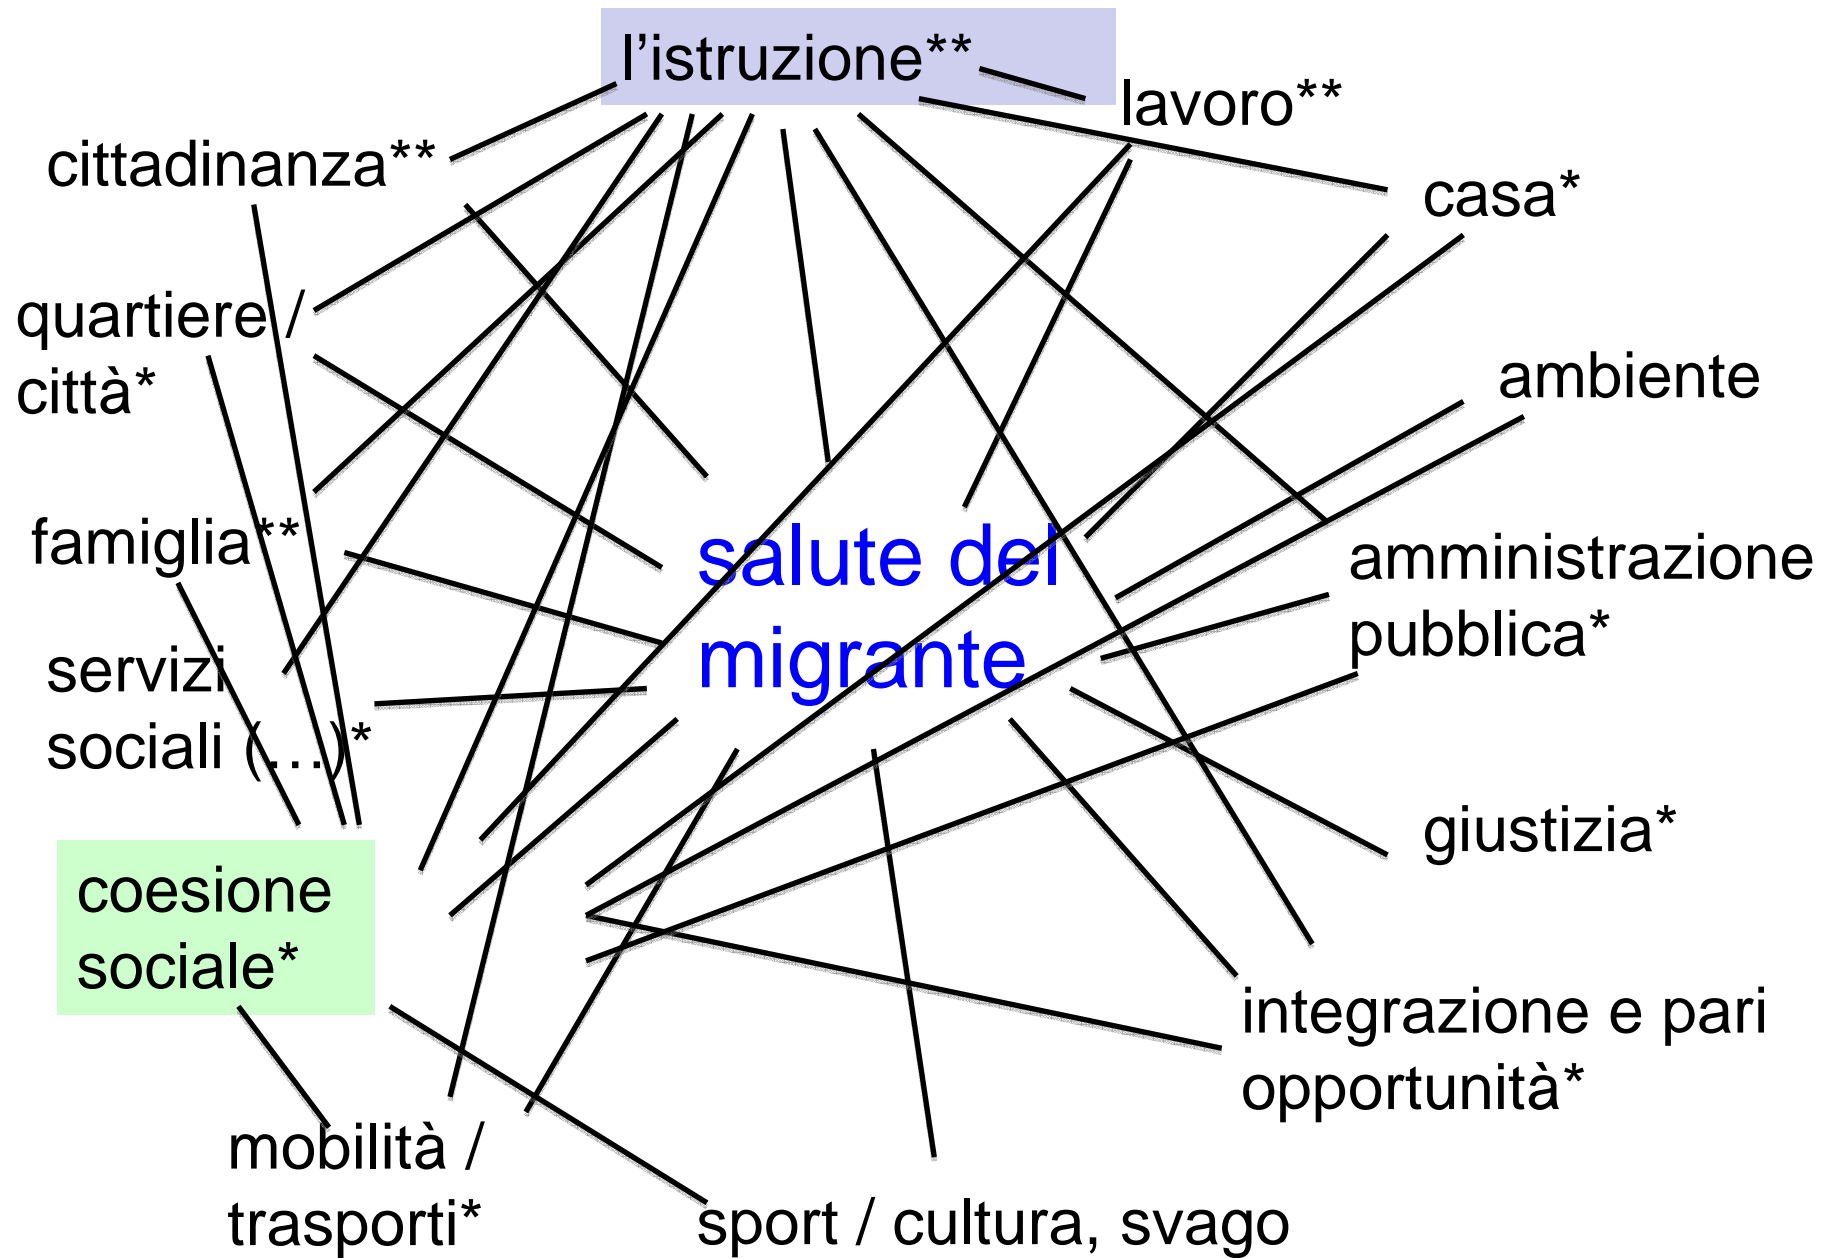 l’istruzione**
lavoro**
cittadinanza**
casa*
quartiere /
città*
ambiente
famiglia**
salute del
migrante
amministrazione
pubblica*
servizi
sociali (…)*
giustizia*
coesione
sociale*
integrazione e pari
opportunità*
mobilità /
trasporti*
sport / cultura, svago